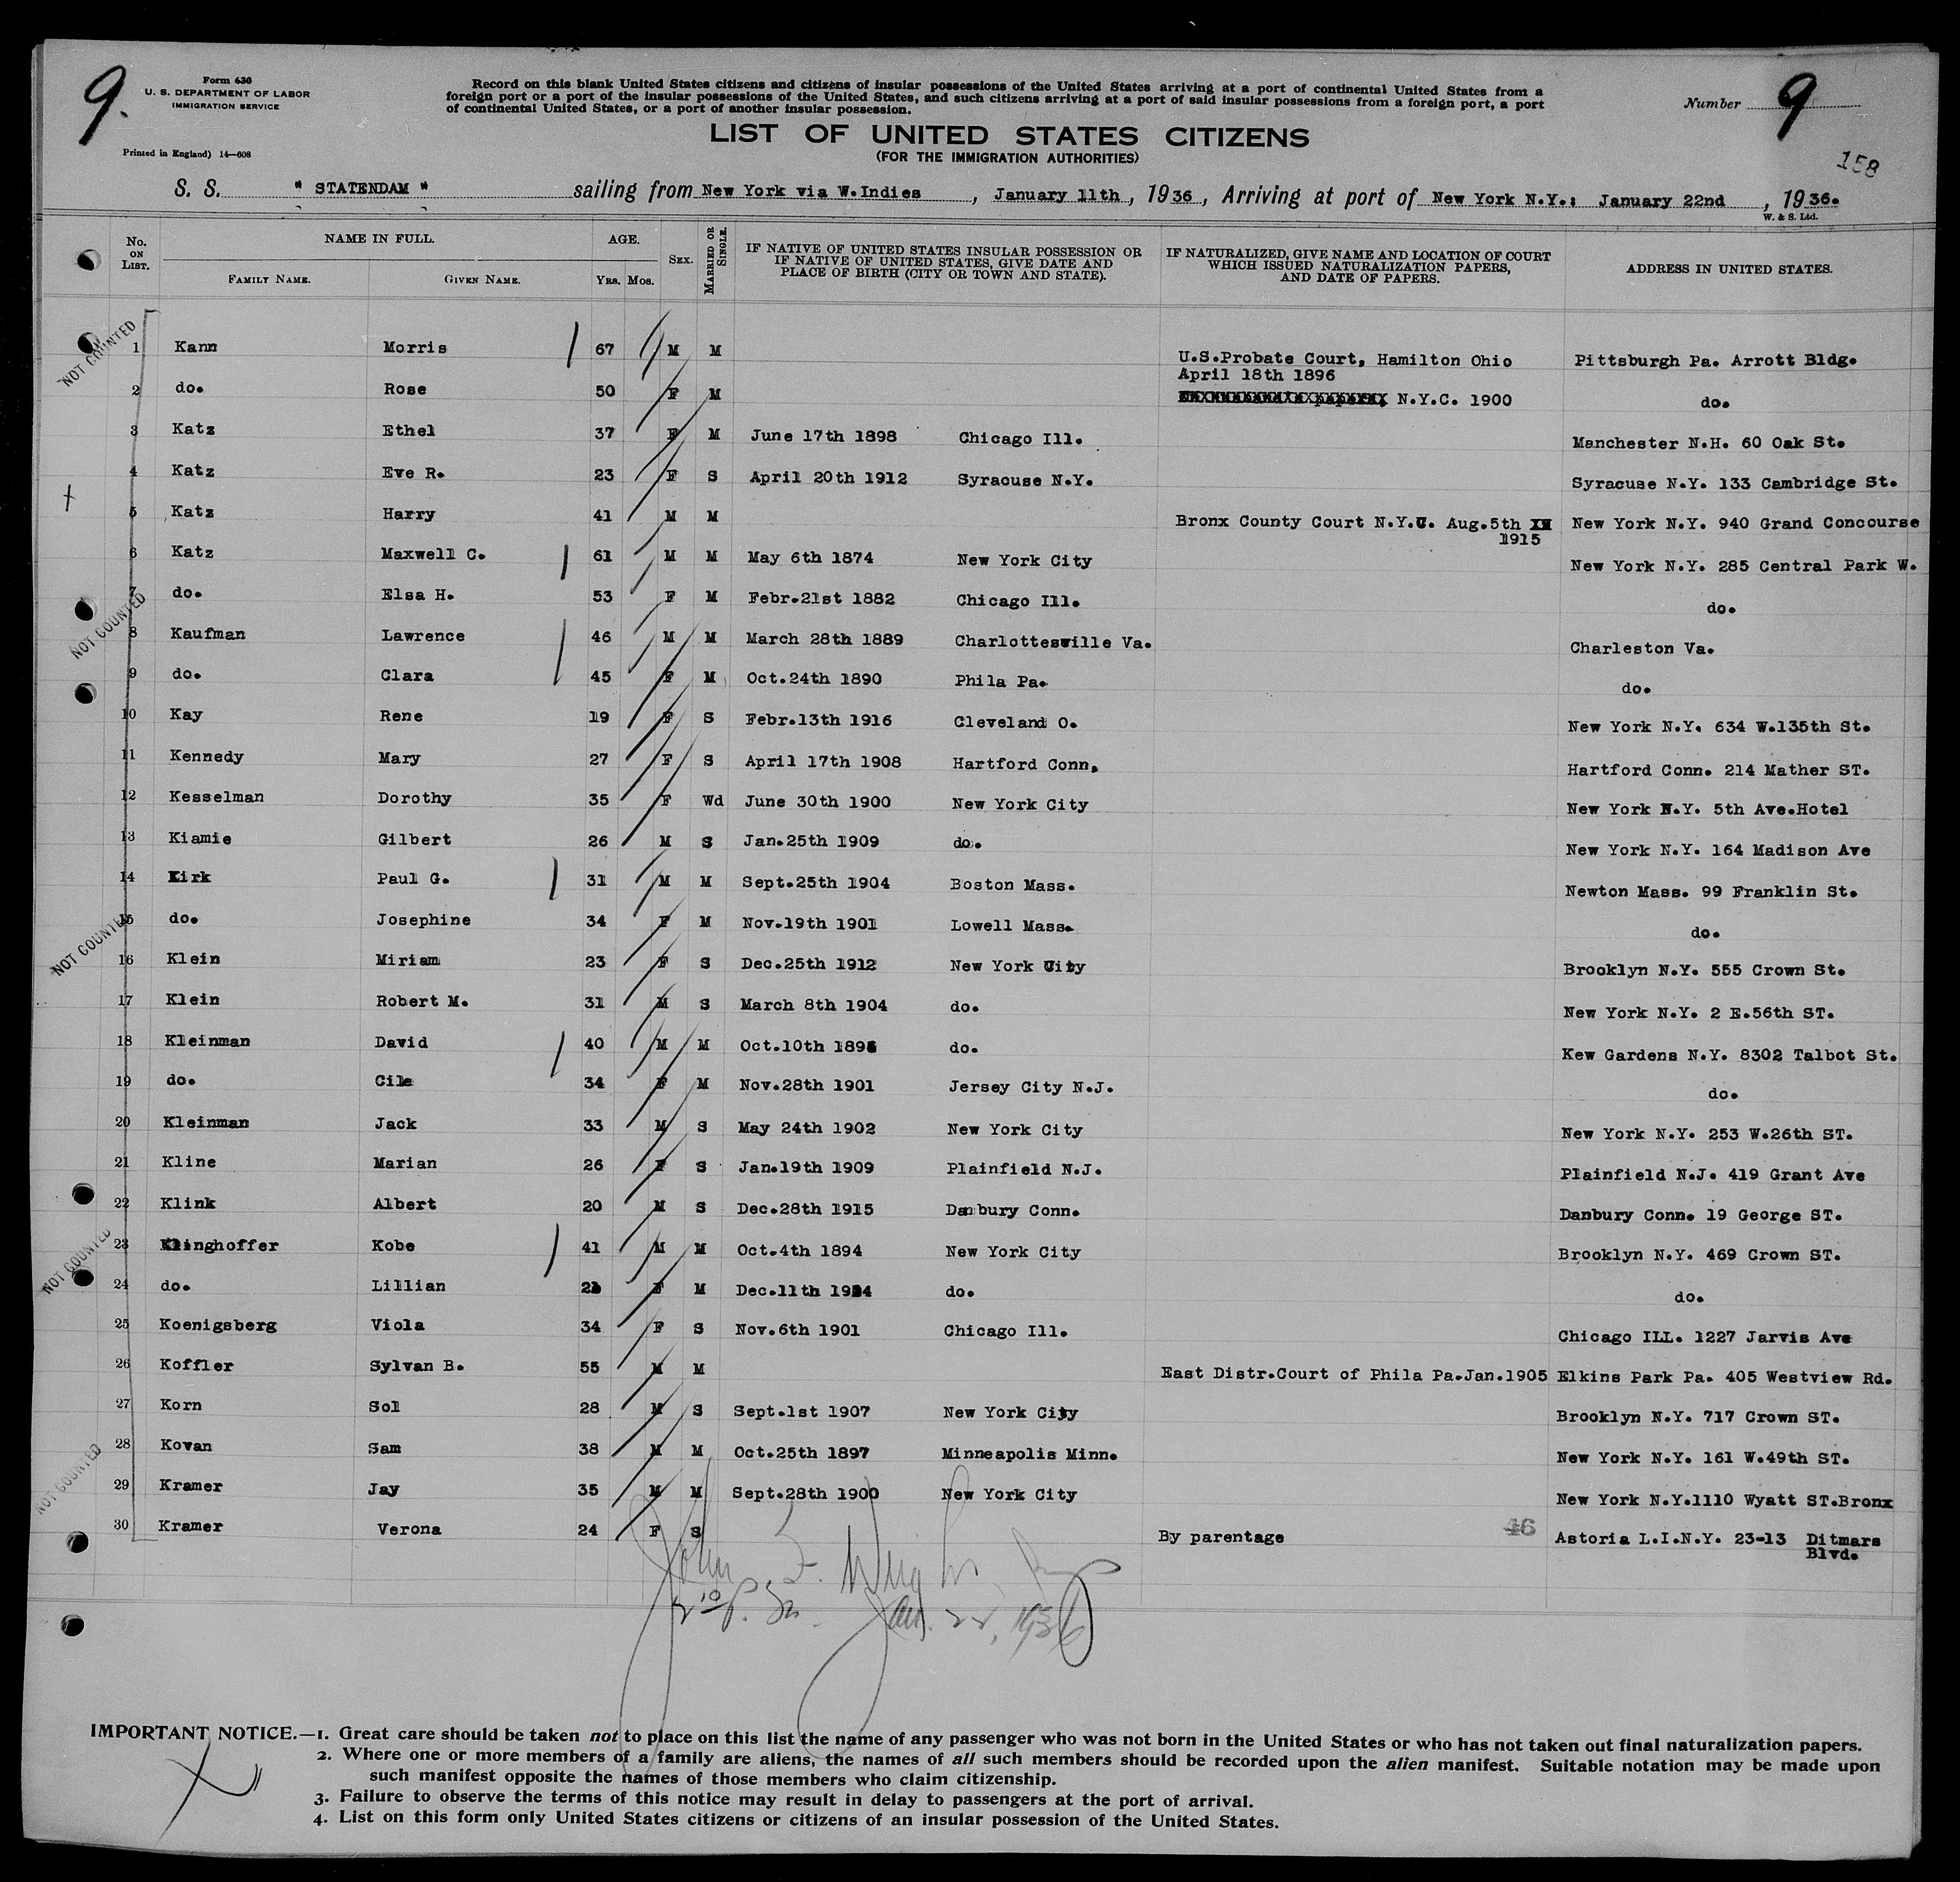 9.
Form 630
U. S. DEPARTMENT OF LABOR
IMMIGRATION SERVICE
Printed in England) 14—608
Record on this blank United States citizens and citizens of insular possessions of the United States arriving at a port of continental United States from a
foreign port or a port of the insular possessions of the United States, and such citizens arriving at a port of said insular possessions from a foreign port, a port
of continental United States, or a port of another insular possession.
Number 9
LIST OF UNITED STATES CITIZENS
(FOR THE IMMIGRATION AUTHORITIES)
158
S. S. " STATENDAM " sailing from New York via W.Indies , January 11th , 1936 , Arriving at port of New York N.Y.: January 22nd , 1936.
W. & S. Ltd.
No. ON LIST. NAME IN FULL. AGE. SEX. MARRIED OR SINGLE. IF NATIVE OF UNITED STATES INSULAR POSSESSION OR IF NATIVE OF UNITED STATES, GIVE DATE AND PLACE OF BIRTH (CITY OR TOWN AND STATE). IF NATURALIZED, GIVE NAME AND LOCATION OF COURT WHICH ISSUED NATURALIZATION PAPERS, AND DATE OF PAPERS. ADDRESS IN UNITED STATES.
FAMILY NAME. GIVEN NAME. YRS. MOS.
NOT COUNTED
1 Kann Morris 67 M M U.S.Probate Court, Hamilton Ohio Pittsburgh Pa. Arrott Bldg.
April 18th 1896
2 do. Rose 50 F M N.Y.C. 1900 do.
3 Katz Ethel 37 F M June 17th 1898 Chicago Ill. Manchester N.H. 60 Oak St.
4 Katz Eve R. 23 F S April 20th 1912 Syracuse N.Y. Syracuse N.Y. 133 Cambridge St.
5 Katz Harry 41 M M Bronx County Court N.Y.C. Aug.5th New York N.Y. 940 Grand Concourse
1915
6 Katz Maxwell C. 61 M M May 6th 1874 New York City New York N.Y. 285 Central Park W.
7 do. Elsa H. 53 F M Febr.21st 1882 Chicago Ill. do.
NOT COUNTED
8 Kaufman Lawrence 46 M M March 28th 1889 Charlottesville Va. Charleston Va.
9 do. Clara 45 F M Oct.24th 1890 Phila Pa. do.
10 Kay Rene 19 F S Febr.13th 1916 Cleveland O. New York N.Y. 634 W.135th St.
11 Kennedy Mary 27 F S April 17th 1908 Hartford Conn, Hartford Conn. 214 Mather ST.
12 Kesselman Dorothy 35 F Wd June 30th 1900 New York City New York N.Y. 5th Ave.Hotel
13 Kiamie Gilbert 26 M S Jan.25th 1909 do. New York N.Y. 164 Madison Ave
14 Kirk Paul G. 31 M M Sept.25th 1904 Boston Mass. Newton Mass. 99 Franklin St.
15 do. Josephine 34 F M Nov.19th 1901 Lowell Mass. do.
NOT COUNTED
16 Klein Miriam 23 F S Dec.25th 1912 New York City Brooklyn N.Y. 555 Crown St.
17 Klein Robert M. 31 M S March 8th 1904 do. New York N.Y. 2 E.56th ST.
18 Kleinman David 40 M M Oct.10th 1895 do. Kew Gardens N.Y. 8302 Talbot St.
19 do. Cile 34 F M Nov.28th 1901 Jersey City N.J. do.
20 Kleinman Jack 33 M S May 24th 1902 New York City New York N.Y. 253 W.26th ST.
21 Kline Marian 26 F S Jan.19th 1909 Plainfield N.J. Plainfield N.J. 419 Grant Ave
22 Klink Albert 20 M S Dec.28th 1915 Danbury Conn. Danbury Conn. 19 George ST.
23 Klinghoffer Kobe 41 M M Oct.4th 1894 New York City Brooklyn N.Y. 469 Crown ST.
NOT COUNTED
24 do. Lillian F M Dec.11th do. do.
25 Koenigsberg Viola 34 F S Nov.6th 1901 Chicago Ill. Chicago ILL. 1227 Jarvis Ave
26 Koffler Sylvan B. 55 M M East Distr.Court of Phila Pa.Jan.1905 Elkins Park Pa. 405 Westview Rd.
27 Korn Sol 28 M S Sept.1st 1907 New York City Brooklyn N.Y. 717 Crown ST.
28 Kovan Sam 38 M M Oct.25th 1897 Minneapolis Minn. New York N.Y. 161 W.49th ST.
NOT COUNTED
29 Kramer Jay 35 M M Sept.28th 1900 New York City New York N.Y.1110 Wyatt ST.Bronx
30 Kramer Verona 24 F S By parentage 46 Astoria L.I.N.Y. 23-13 Ditmars
Blvd.
John
Jan. 22, 1936
IMPORTANT NOTICE.—1. Great care should be taken not to place on this list the name of any passenger who was not born in the United States or who has not taken out final naturalization papers.
2. Where one or more members of a family are aliens, the names of all such members should be recorded upon the alien manifest. Suitable notation may be made upon
such manifest opposite the names of those members who claim citizenship.
3. Failure to observe the terms of this notice may result in delay to passengers at the port of arrival.
4. List on this form only United States citizens or citizens of an insular possession of the United States.